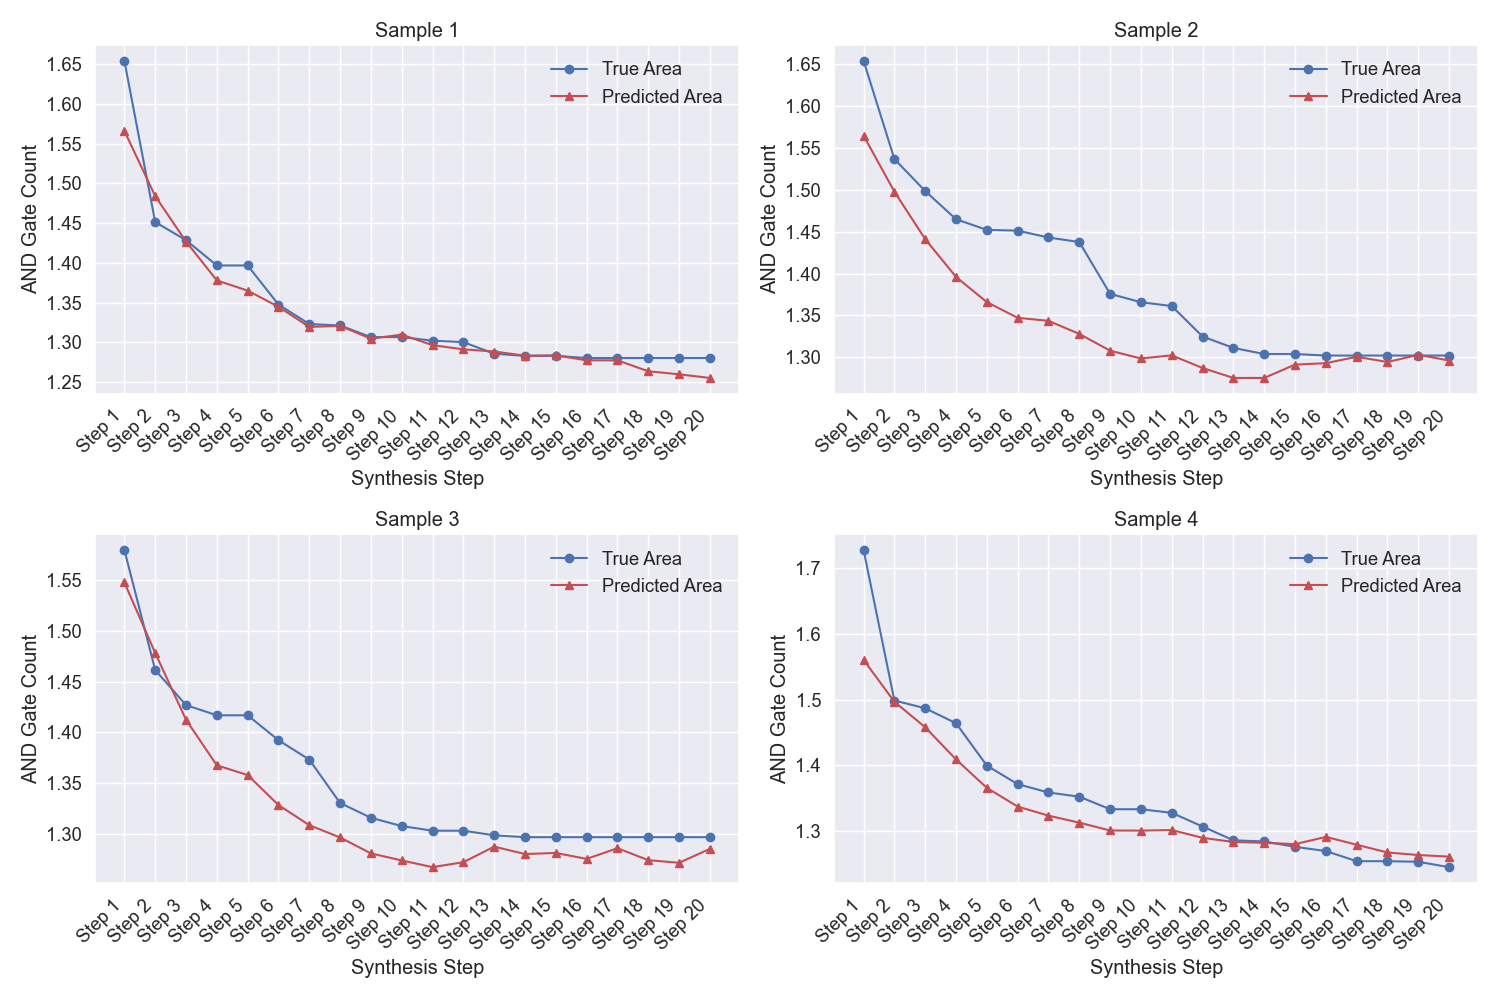 Sample 1
AND Gate Count
1.65
1.60
1.55
1.50
1.45
1.40
1.35
1.30
1.25
True Area
Predicted Area
Step 1
Step 2
Step 3
Step 4
Step 5
Step 6
Step 7
Step 8
Step 9
Step 10
Step 11
Step 12
Step 13
Step 14
Step 15
Step 16
Step 17
Step 18
Step 19
Step 20
Synthesis Step
Sample 2
AND Gate Count
1.65
1.60
1.55
1.50
1.45
1.40
1.35
1.30
True Area
Predicted Area
Step 1
Step 2
Step 3
Step 4
Step 5
Step 6
Step 7
Step 8
Step 9
Step 10
Step 11
Step 12
Step 13
Step 14
Step 15
Step 16
Step 17
Step 18
Step 19
Step 20
Synthesis Step
Sample 3
AND Gate Count
1.55
1.50
1.45
1.40
1.35
1.30
True Area
Predicted Area
Step 1
Step 2
Step 3
Step 4
Step 5
Step 6
Step 7
Step 8
Step 9
Step 10
Step 11
Step 12
Step 13
Step 14
Step 15
Step 16
Step 17
Step 18
Step 19
Step 20
Synthesis Step
Sample 4
AND Gate Count
1.7
1.6
1.5
1.4
1.3
True Area
Predicted Area
Step 1
Step 2
Step 3
Step 4
Step 5
Step 6
Step 7
Step 8
Step 9
Step 10
Step 11
Step 12
Step 13
Step 14
Step 15
Step 16
Step 17
Step 18
Step 19
Step 20
Synthesis Step